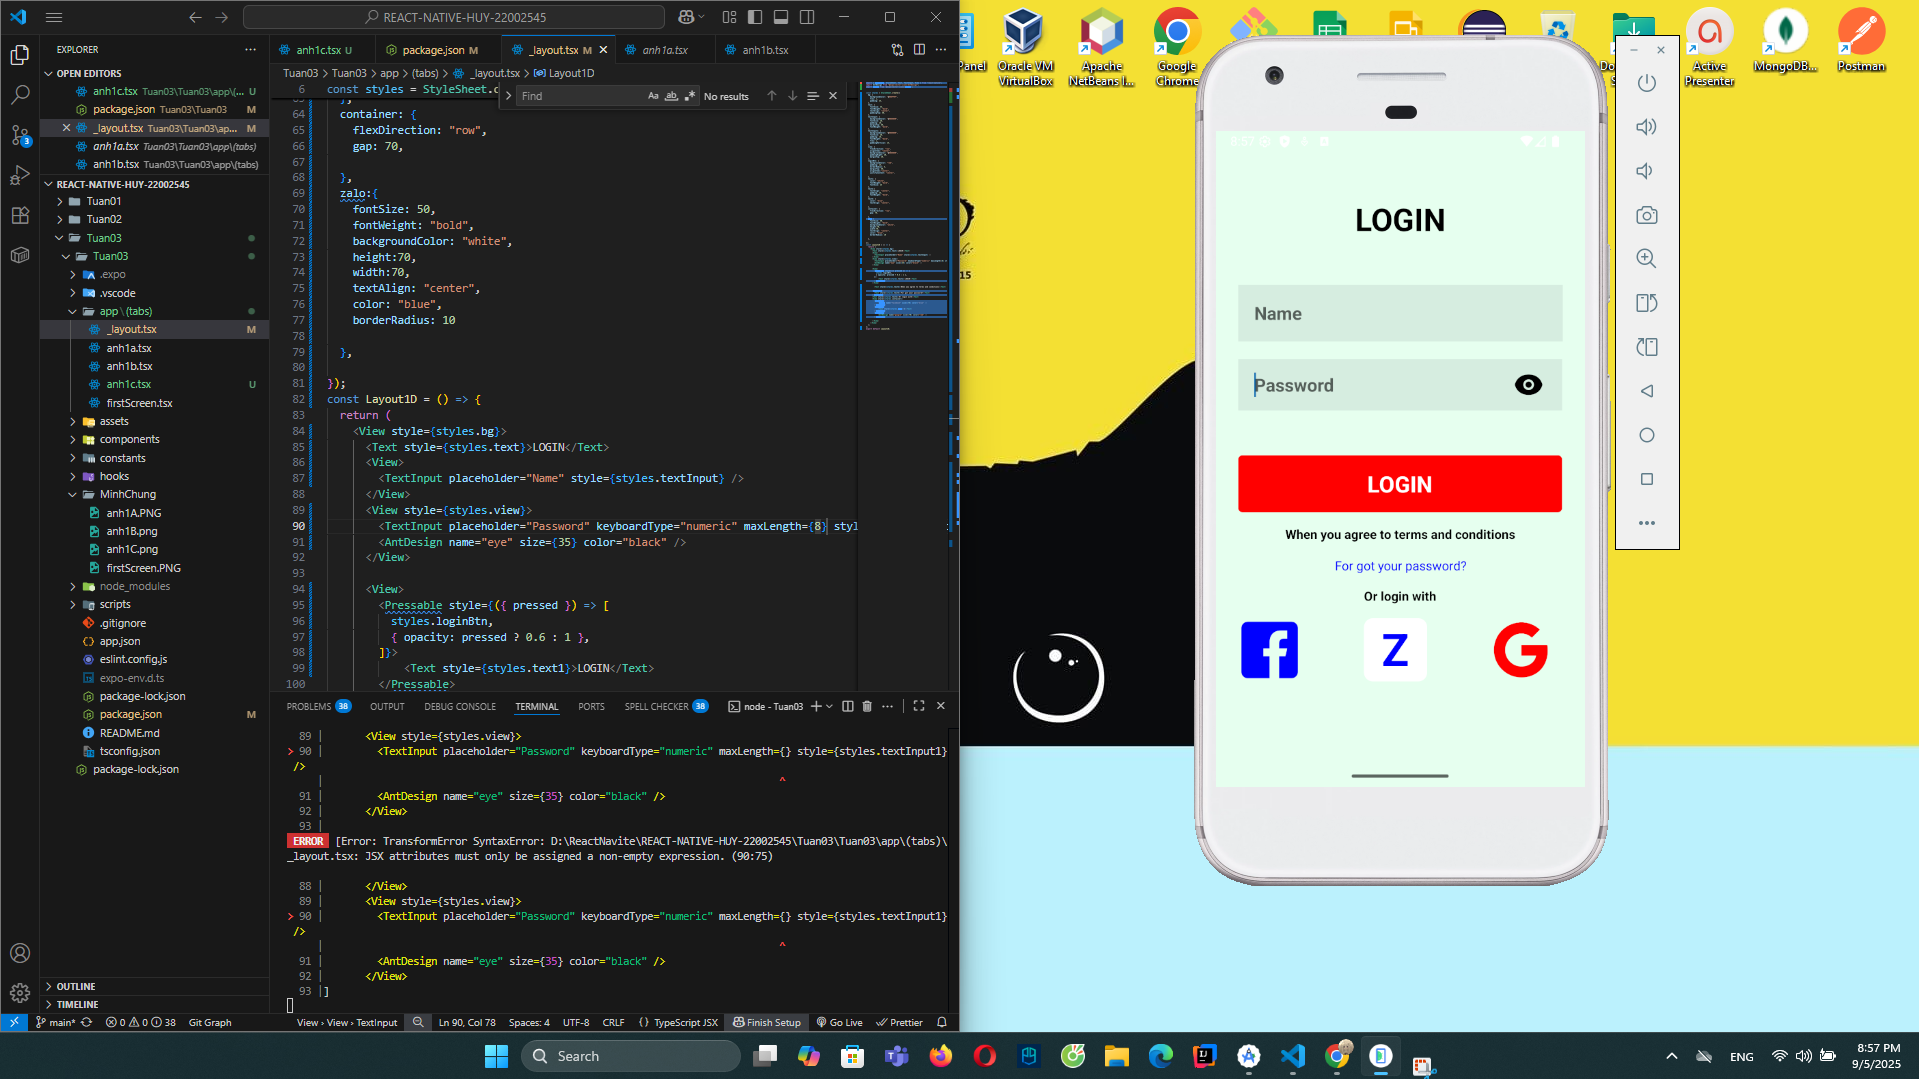 REACT-NATIVE-HUY-22002545
EXPLORER
OPEN EDITORS
anh1c.tsx Tuan03\Tuan03\app\(... U
package.json Tuan03\Tuan03 M
_layout.tsx Tuan03\Tuan03\app... M
anh1a.tsx Tuan03\Tuan03\app\(tabs)
anh1b.tsx Tuan03\Tuan03\app\(tabs)
REACT-NATIVE-HUY-22002545
Tuan01
Tuan02
Tuan03
Tuan03
.expo
.vscode
app\(tabs)
_layout.tsx M
anh1a.tsx
anh1b.tsx
anh1c.tsx U
firstScreen.tsx
assets
components
constants
hooks
MinhChung
anh1A.PNG
anh1B.png
anh1C.png
firstScreen.PNG
node_modules
scripts
.gitignore
app.json
eslint.config.js
expo-env.d.ts
package-lock.json
package.json M
README.md
tsconfig.json
package-lock.json
OUTLINE
TIMELINE
anh1c.tsx U
package.json M
_layout.tsx M
anh1a.tsx
anh1b.tsx
Tuan03 > Tuan03 > app > (tabs) > _layout.tsx > Layout1D
6 const styles = StyleSheet.c
Find
Aa ab
No results
64 container: {
65 flexDirection: "row",
66 gap: 70,
67
68 },
69 zalo:{
70 fontSize: 50,
71 fontWeight: "bold",
72 backgroundColor: "white",
73 height:70,
74 width:70,
75 textAlign: "center",
76 color: "blue",
77 borderRadius: 10
78
79 },
80
81 });
82 const Layout1D = () => {
83 return (
84 <View style={styles.bg}>
85 <Text style={styles.text}>LOGIN</Text>
86 <View>
87 <TextInput placeholder="Name" style={styles.textInput} />
88 </View>
89 <View style={styles.view}>
90 <TextInput placeholder="Password" keyboardType="numeric" maxLength={8} styl
91 <AntDesign name="eye" size={35} color="black" />
92 </View>
93
94 <View>
95 <Pressable style={({ pressed }) => [
96 styles.loginBtn,
97 { opacity: pressed ? 0.6 : 1 },
98 ]}>
99 <Text style={styles.text1}>LOGIN</Text>
100 </Pressable>
PROBLEMS 38
OUTPUT
DEBUG CONSOLE
TERMINAL
PORTS
SPELL CHECKER 38
node - Tuan03
89 | <View style={styles.view}>
> 90 | <TextInput placeholder="Password" keyboardType="numeric" maxLength={} style={styles.textInput1}
/>
| ^
91 | <AntDesign name="eye" size={35} color="black" />
92 | </View>
93 |
ERROR [Error: TransformError SyntaxError: D:\ReactNavite\REACT-NATIVE-HUY-22002545\Tuan03\Tuan03\app\(tabs)\
_layout.tsx: JSX attributes must only be assigned a non-empty expression. (90:75)
88 | </View>
89 | <View style={styles.view}>
> 90 | <TextInput placeholder="Password" keyboardType="numeric" maxLength={} style={styles.textInput1}
/>
| ^
91 | <AntDesign name="eye" size={35} color="black" />
92 | </View>
93 |]
main*
0 0 38
Git Graph
View > View > TextInput
Ln 90, Col 78
Spaces: 4
UTF-8
CRLF
{ } TypeScript JSX
Finish Setup
Go Live
Prettier
Panel
Oracle VM
VirtualBox
Apache
NetBeans I...
Google
Chrome
Active
Presenter
MongoDB...
Postman
15
8:57
LOGIN
Name
Password
LOGIN
When you agree to terms and conditions
For got your password?
Or login with
Z
Search
ENG
8:57 PM
9/5/2025